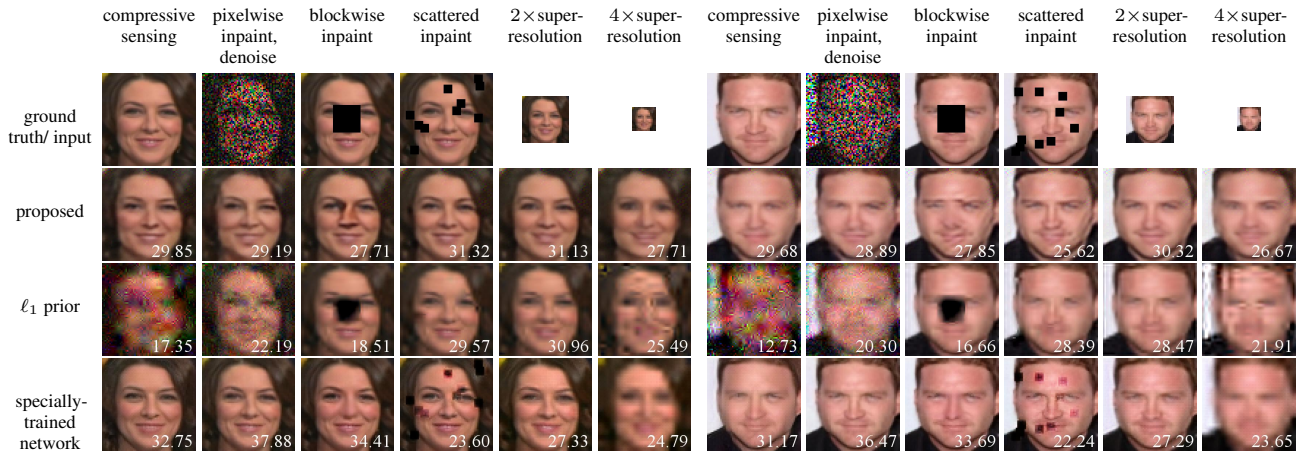 compressive sensing pixelwise inpaint, denoise blockwise inpaint scattered inpaint 2×super-resolution 4×super-resolution compressive sensing pixelwise inpaint, denoise blockwise inpaint scattered inpaint 2×super-resolution 4×super-resolution
ground truth/ input
proposed 29.85 29.19 27.71 31.32 31.13 27.71 29.68 28.89 27.85 25.62 30.32 26.67
ℓ₁ prior 17.35 22.19 18.51 29.57 30.96 25.49 12.73 20.30 16.66 28.39 28.47 21.91
specially-trained network 32.75 37.88 34.41 23.60 27.33 24.79 31.17 36.47 33.69 22.24 27.29 23.65